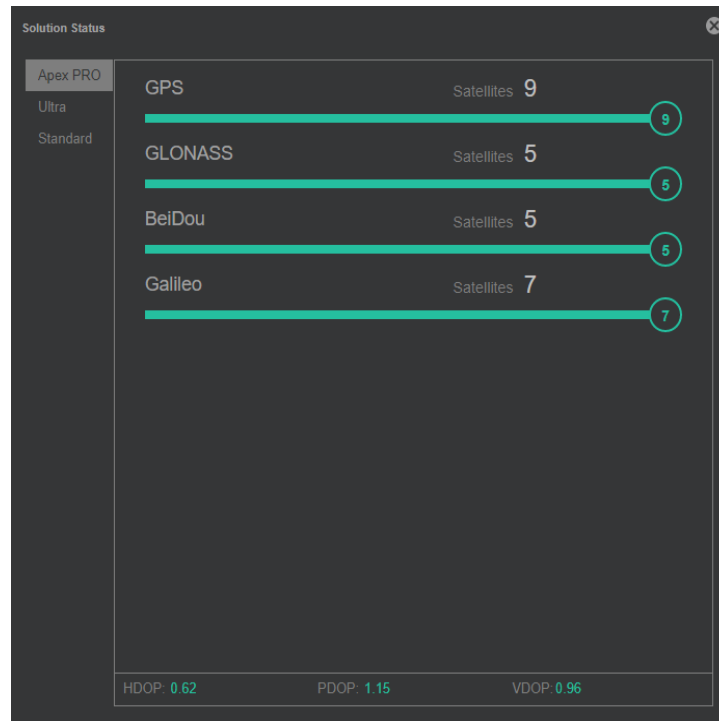 Solution Status
Apex PRO
Ultra
Standard
GPS Satellites 9
9
GLONASS Satellites 5
5
BeiDou Satellites 5
5
Galileo Satellites 7
7
HDOP: 0.62 PDOP: 1.15 VDOP: 0.96